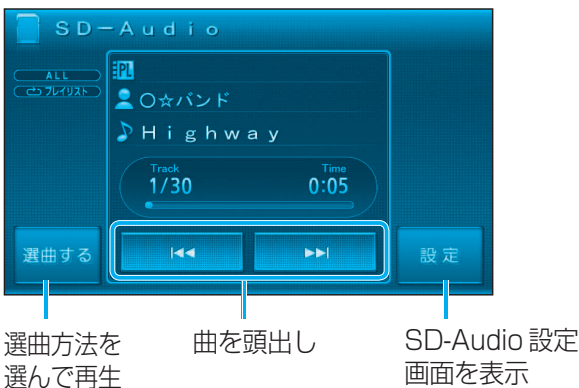 SD-Audio
ALL
プレイリスト
PL
○☆バンド
Highway
Track
Time
1/30
0:05
選曲する
設定
選曲方法を
選んで再生
曲を頭出し
SD-Audio 設定
画面を表示